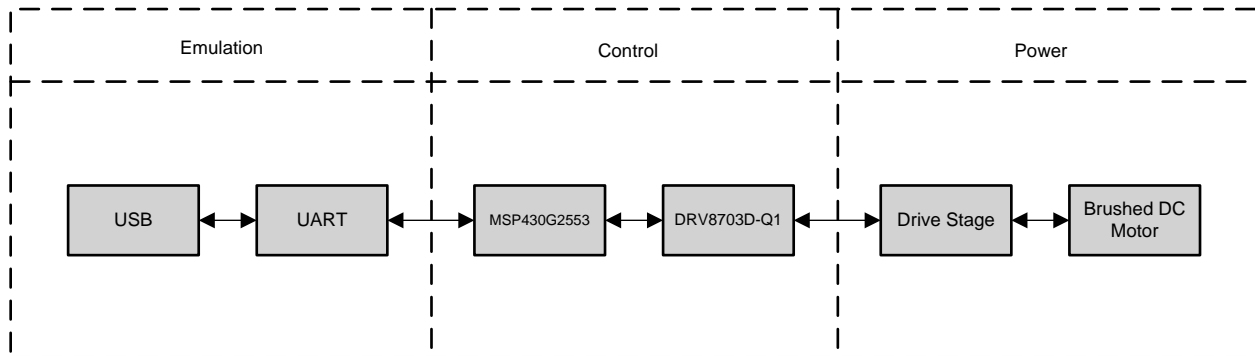 Emulation
Control
Power
USB
UART
MSP430G2553
DRV8703D-Q1
Drive Stage
Brushed DC
Motor